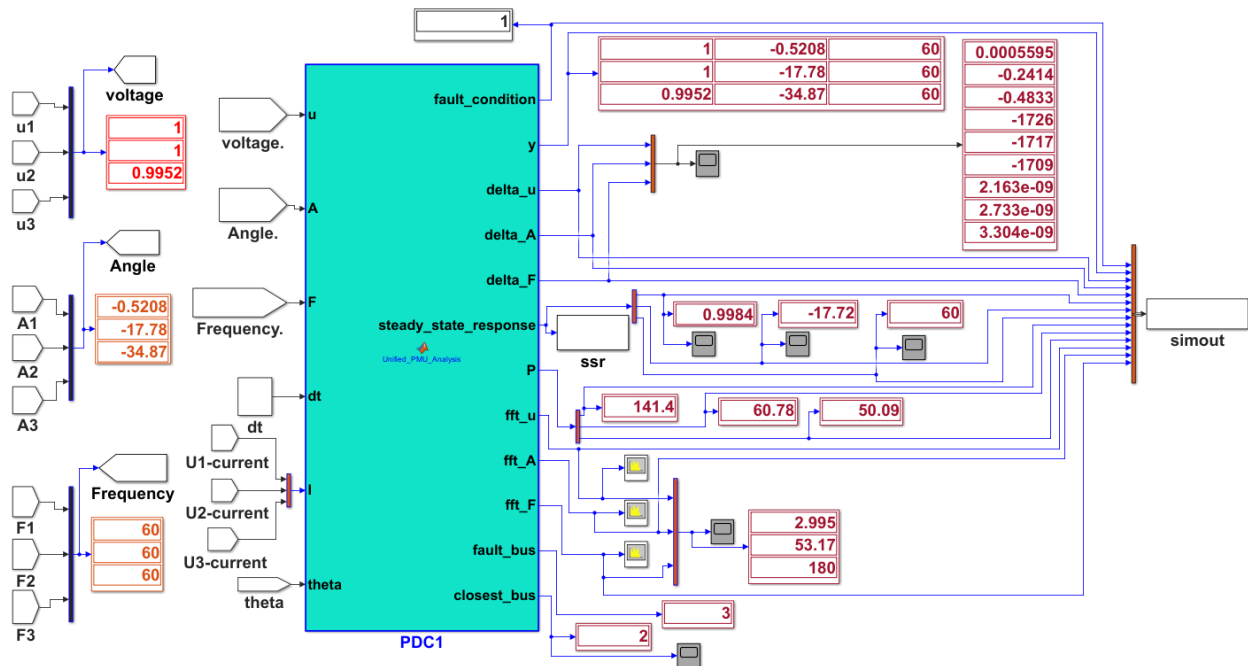 1
voltage
u1
u2
u3
1
1
0.9952
Angle
A1
A2
A3
-0.5208
-17.78
-34.87
Frequency
F1
F2
F3
60
60
60
voltage.
Angle.
Frequency.
dt
U1-current
U2-current
U3-current
theta
u
A
F
dt
I
theta
Unified_PMU_Analysis
PDC1
fault_condition
y
delta_u
delta_A
delta_F
steady_state_response
P
fft_u
fft_A
fft_F
fault_bus
closest_bus
1 -0.5208 60
1 -17.78 60
0.9952 -34.87 60
0.0005595
-0.2414
-0.4833
-1726
-1717
-1709
2.163e-09
2.733e-09
3.304e-09
ssr
0.9984
-17.72
60
141.4
60.78
50.09
2.995
53.17
180
3
2
simout